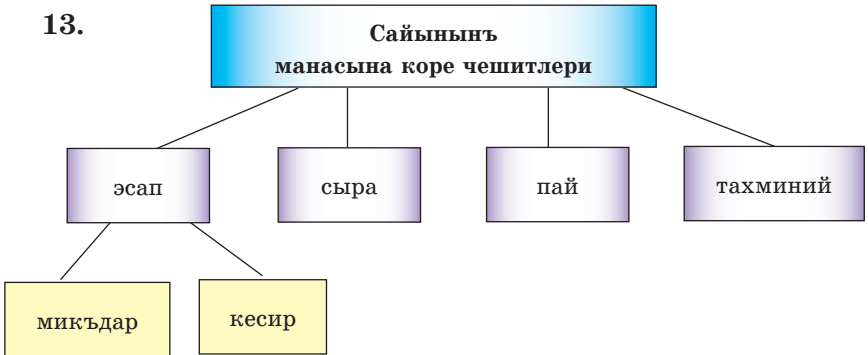 13.
Сайынынъ
манасына коре чешитлери
эсап
сыра
пай
тахминий
микъдар
кесир